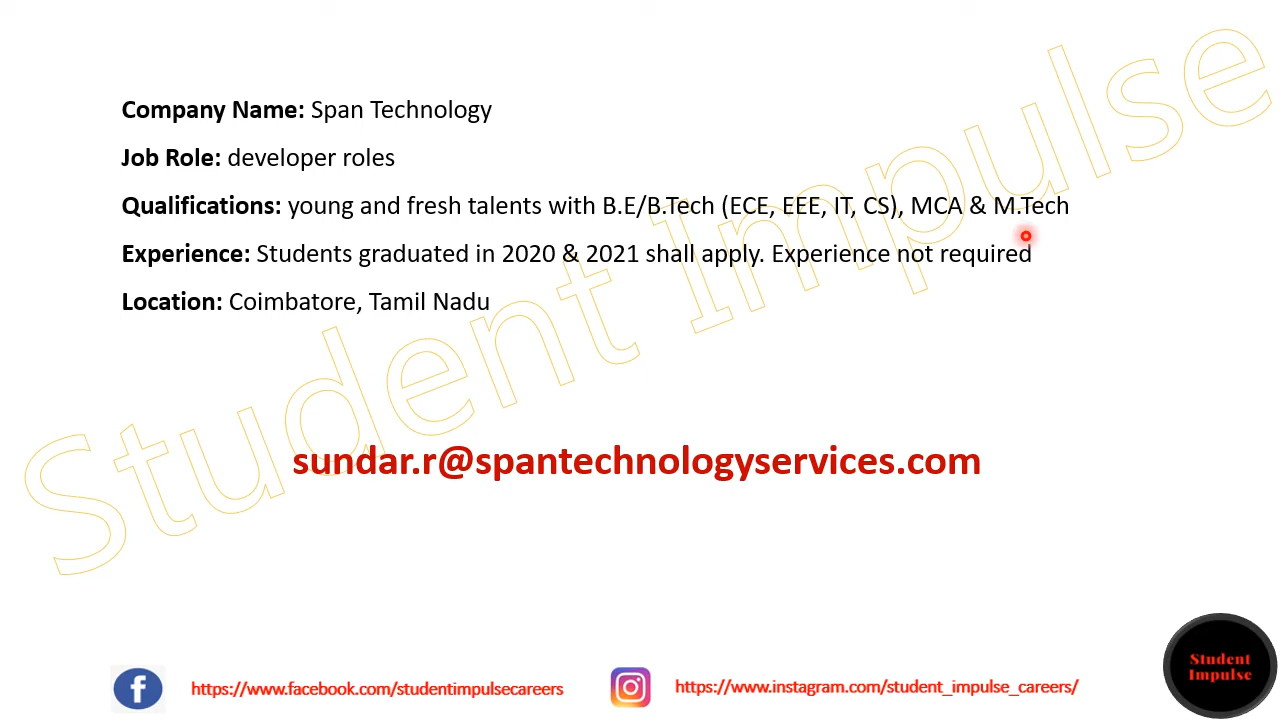 Company Name: Span Technology
Job Role: developer roles
Qualifications: young and fresh talents with B.E/B.Tech (ECE, EEE, IT, CS), MCA & M.Tech
Experience: Students graduated in 2020 & 2021 shall apply. Experience not required
Location: Coimbatore, Tamil Nadu
Student Impulse
sundar.r@spantechnologyservices.com
https://www.facebook.com/studentimpulsecareers
https://www.instagram.com/student_impulse_careers/
Student
Impulse